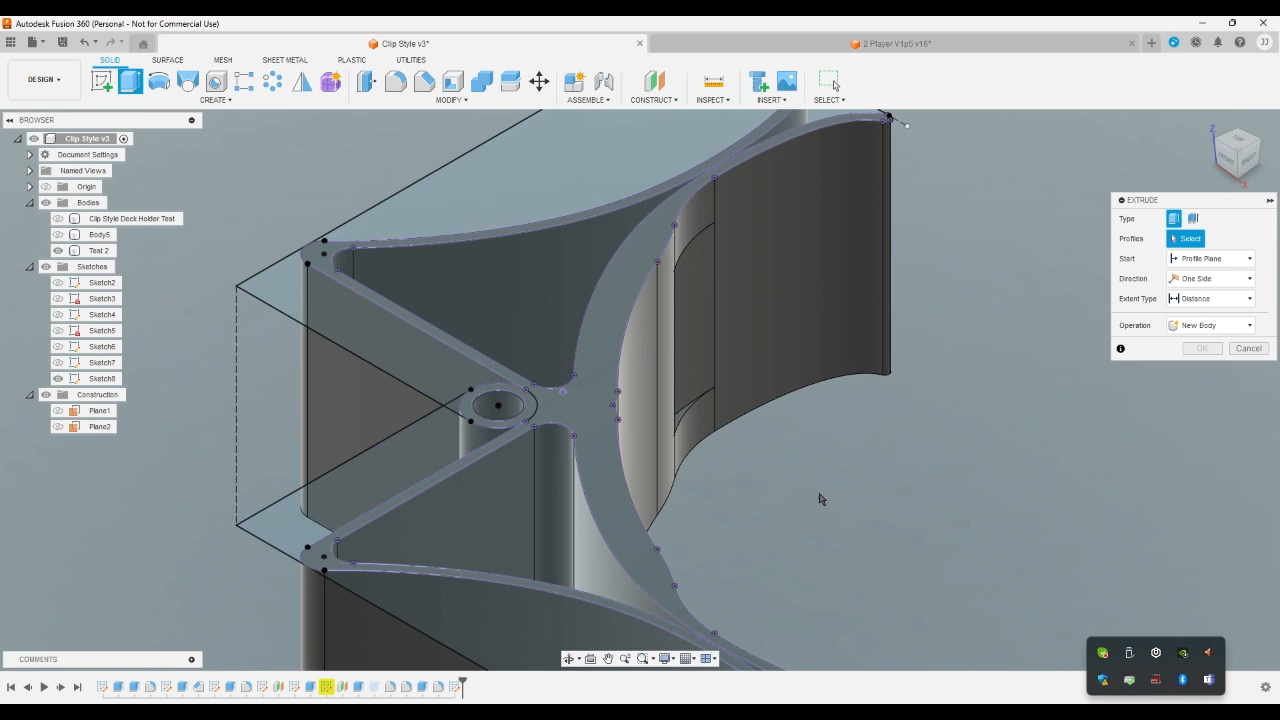 Autodesk Fusion 360 (Personal - Not for Commercial Use)
Clip Style v3*
2 Player V1p5 v16*
JJ
SOLID SURFACE MESH SHEET METAL PLASTIC UTILITIES
DESIGN
CREATE MODIFY ASSEMBLE CONSTRUCT INSPECT INSERT SELECT
BROWSER
Clip Style v3
Document Settings
Named Views
Origin
Bodies
Clip Style Deck Holder Test
Body5
Test 2
Sketches
Sketch2
Sketch3
Sketch4
Sketch5
Sketch6
Sketch7
Sketch8
Construction
Plane1
Plane2
Z
FRONT
RIGHT
X
EXTRUDE
Type
Profiles Select
Start Profile Plane
Direction One Side
Extent Type Distance
Operation New Body
OK Cancel
COMMENTS